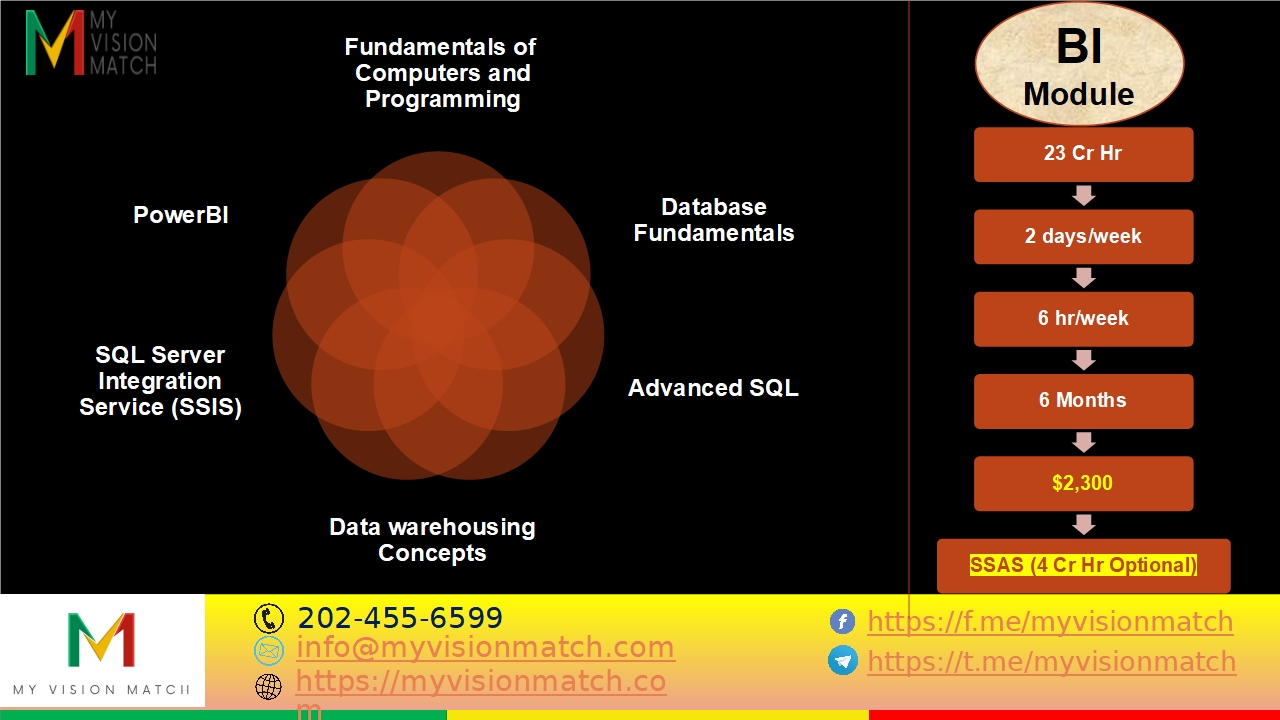 MY
VISION
MATCH
Fundamentals of
Computers and
Programming
PowerBI
Database
Fundamentals
SQL Server
Integration
Service (SSIS)
Advanced SQL
Data warehousing
Concepts
BI
Module
23 Cr Hr
2 days/week
6 hr/week
6 Months
$2,300
SSAS (4 Cr Hr Optional)
MY VISION MATCH
202-455-6599
info@myvisionmatch.com
https://myvisionmatch.co
m
https://f.me/myvisionmatch
https://t.me/myvisionmatch